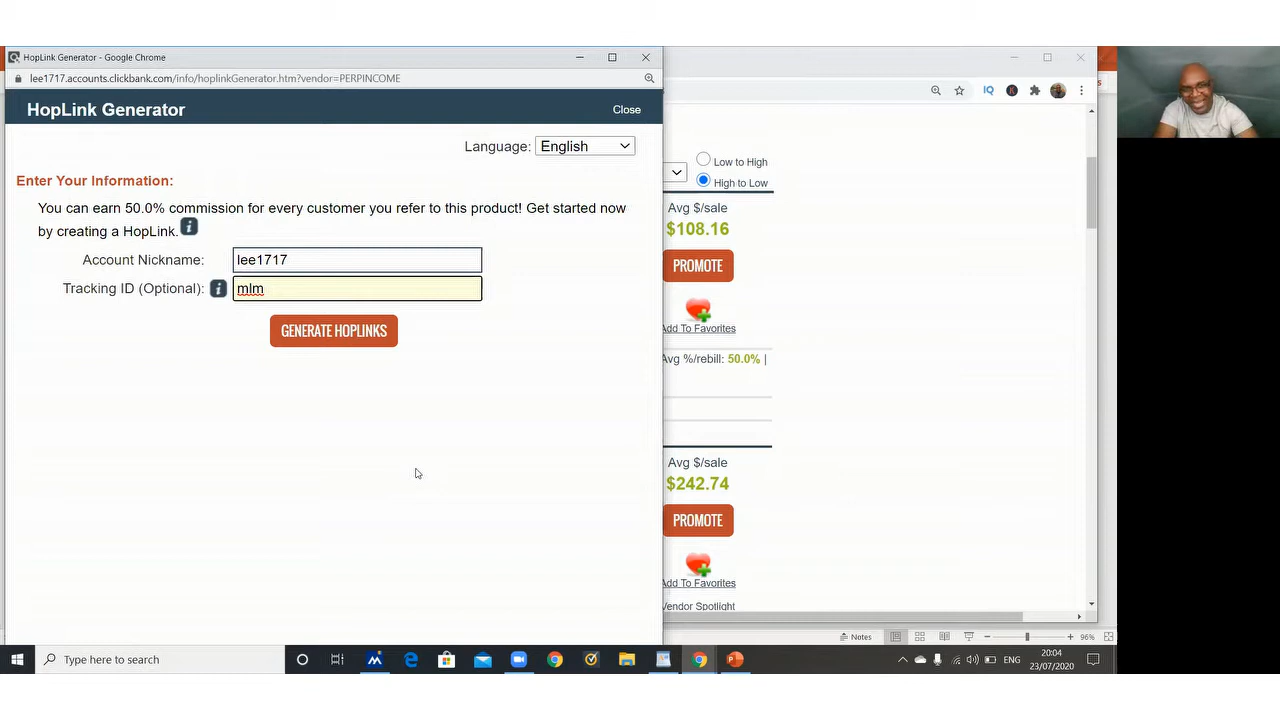 HopLink Generator - Google Chrome
lee1717.accounts.clickbank.com/info/hoplinkGenerator.htm?vendor=PERPINCOME
HopLink Generator
Close
Language: English
Enter Your Information:
You can earn 50.0% commission for every customer you refer to this product! Get started now
by creating a HopLink.
Account Nickname: lee1717
Tracking ID (Optional): mlm
GENERATE HOPLINKS
IQ
Low to High
High to Low
Avg $/sale
$108.16
PROMOTE
Add To Favorites
Avg %/rebill: 50.0% |
Avg $/sale
$242.74
PROMOTE
Add To Favorites
Vendor Spotlight
Notes
96%
Type here to search
ENG
20:04
23/07/2020